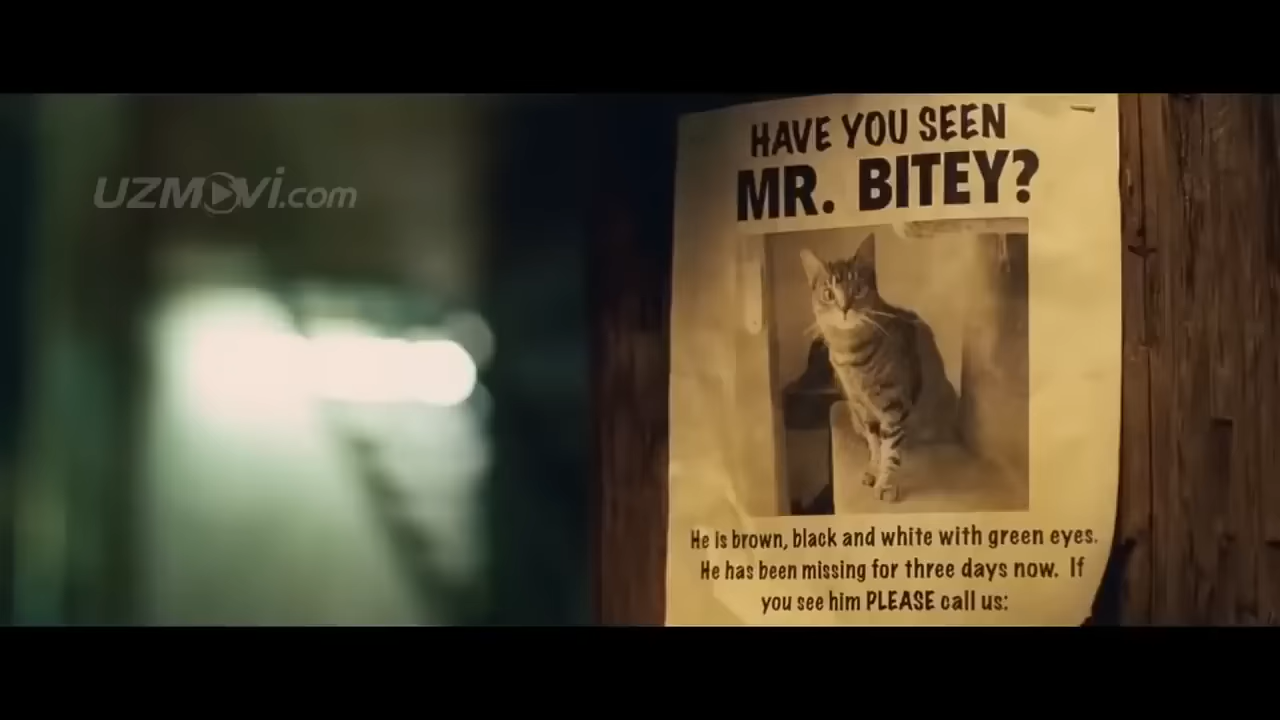 UZMOVi.com
HAVE YOU SEEN
MR. BITEY?
He is brown, black and white with green eyes.
He has been missing for three days now. If
you see him PLEASE call us: